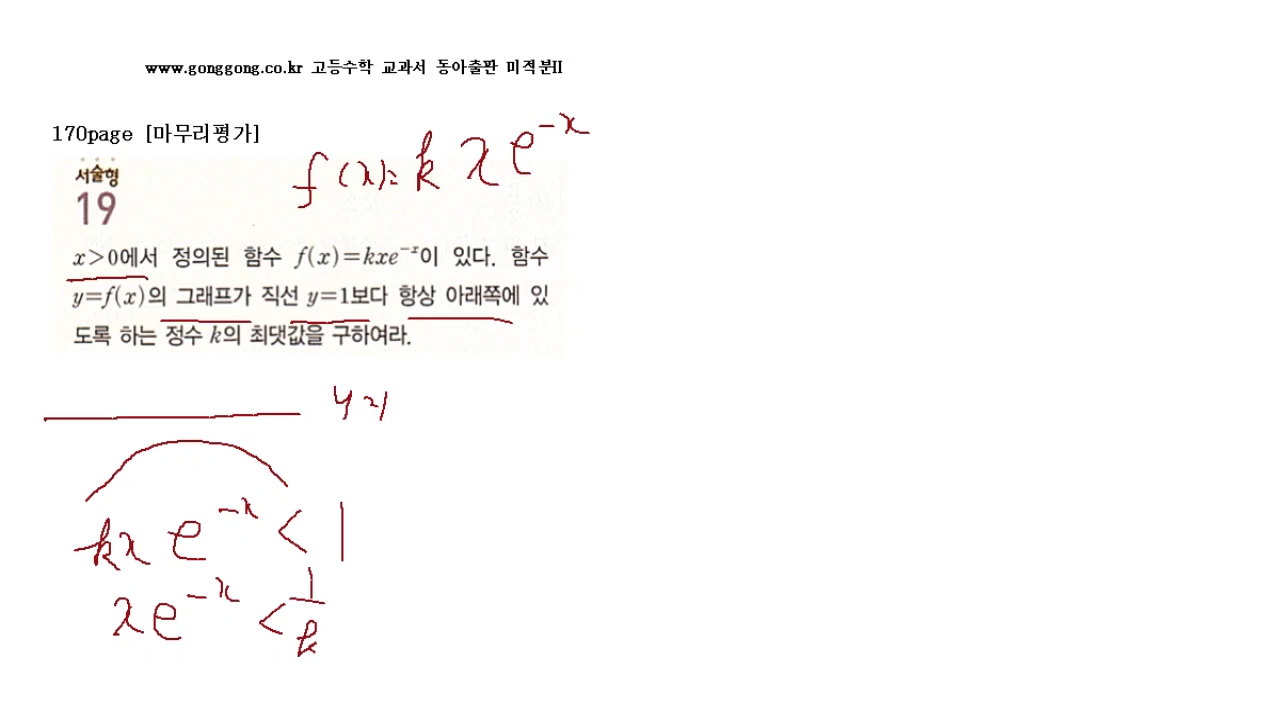 www.gonggong.co.kr 고등수학 교과서 동아출판 미적분II
170page [마무리평가]
f(x)=kxe^{-x}
서술형
19
x>0에서 정의된 함수 f(x)=kxe^{-x}이 있다. 함수
y=f(x)의 그래프가 직선 y=1보다 항상 아래쪽에 있
도록 하는 정수 k의 최댓값을 구하여라.
y=1
kxe^{-x}<1
xe^{-x}<1/k